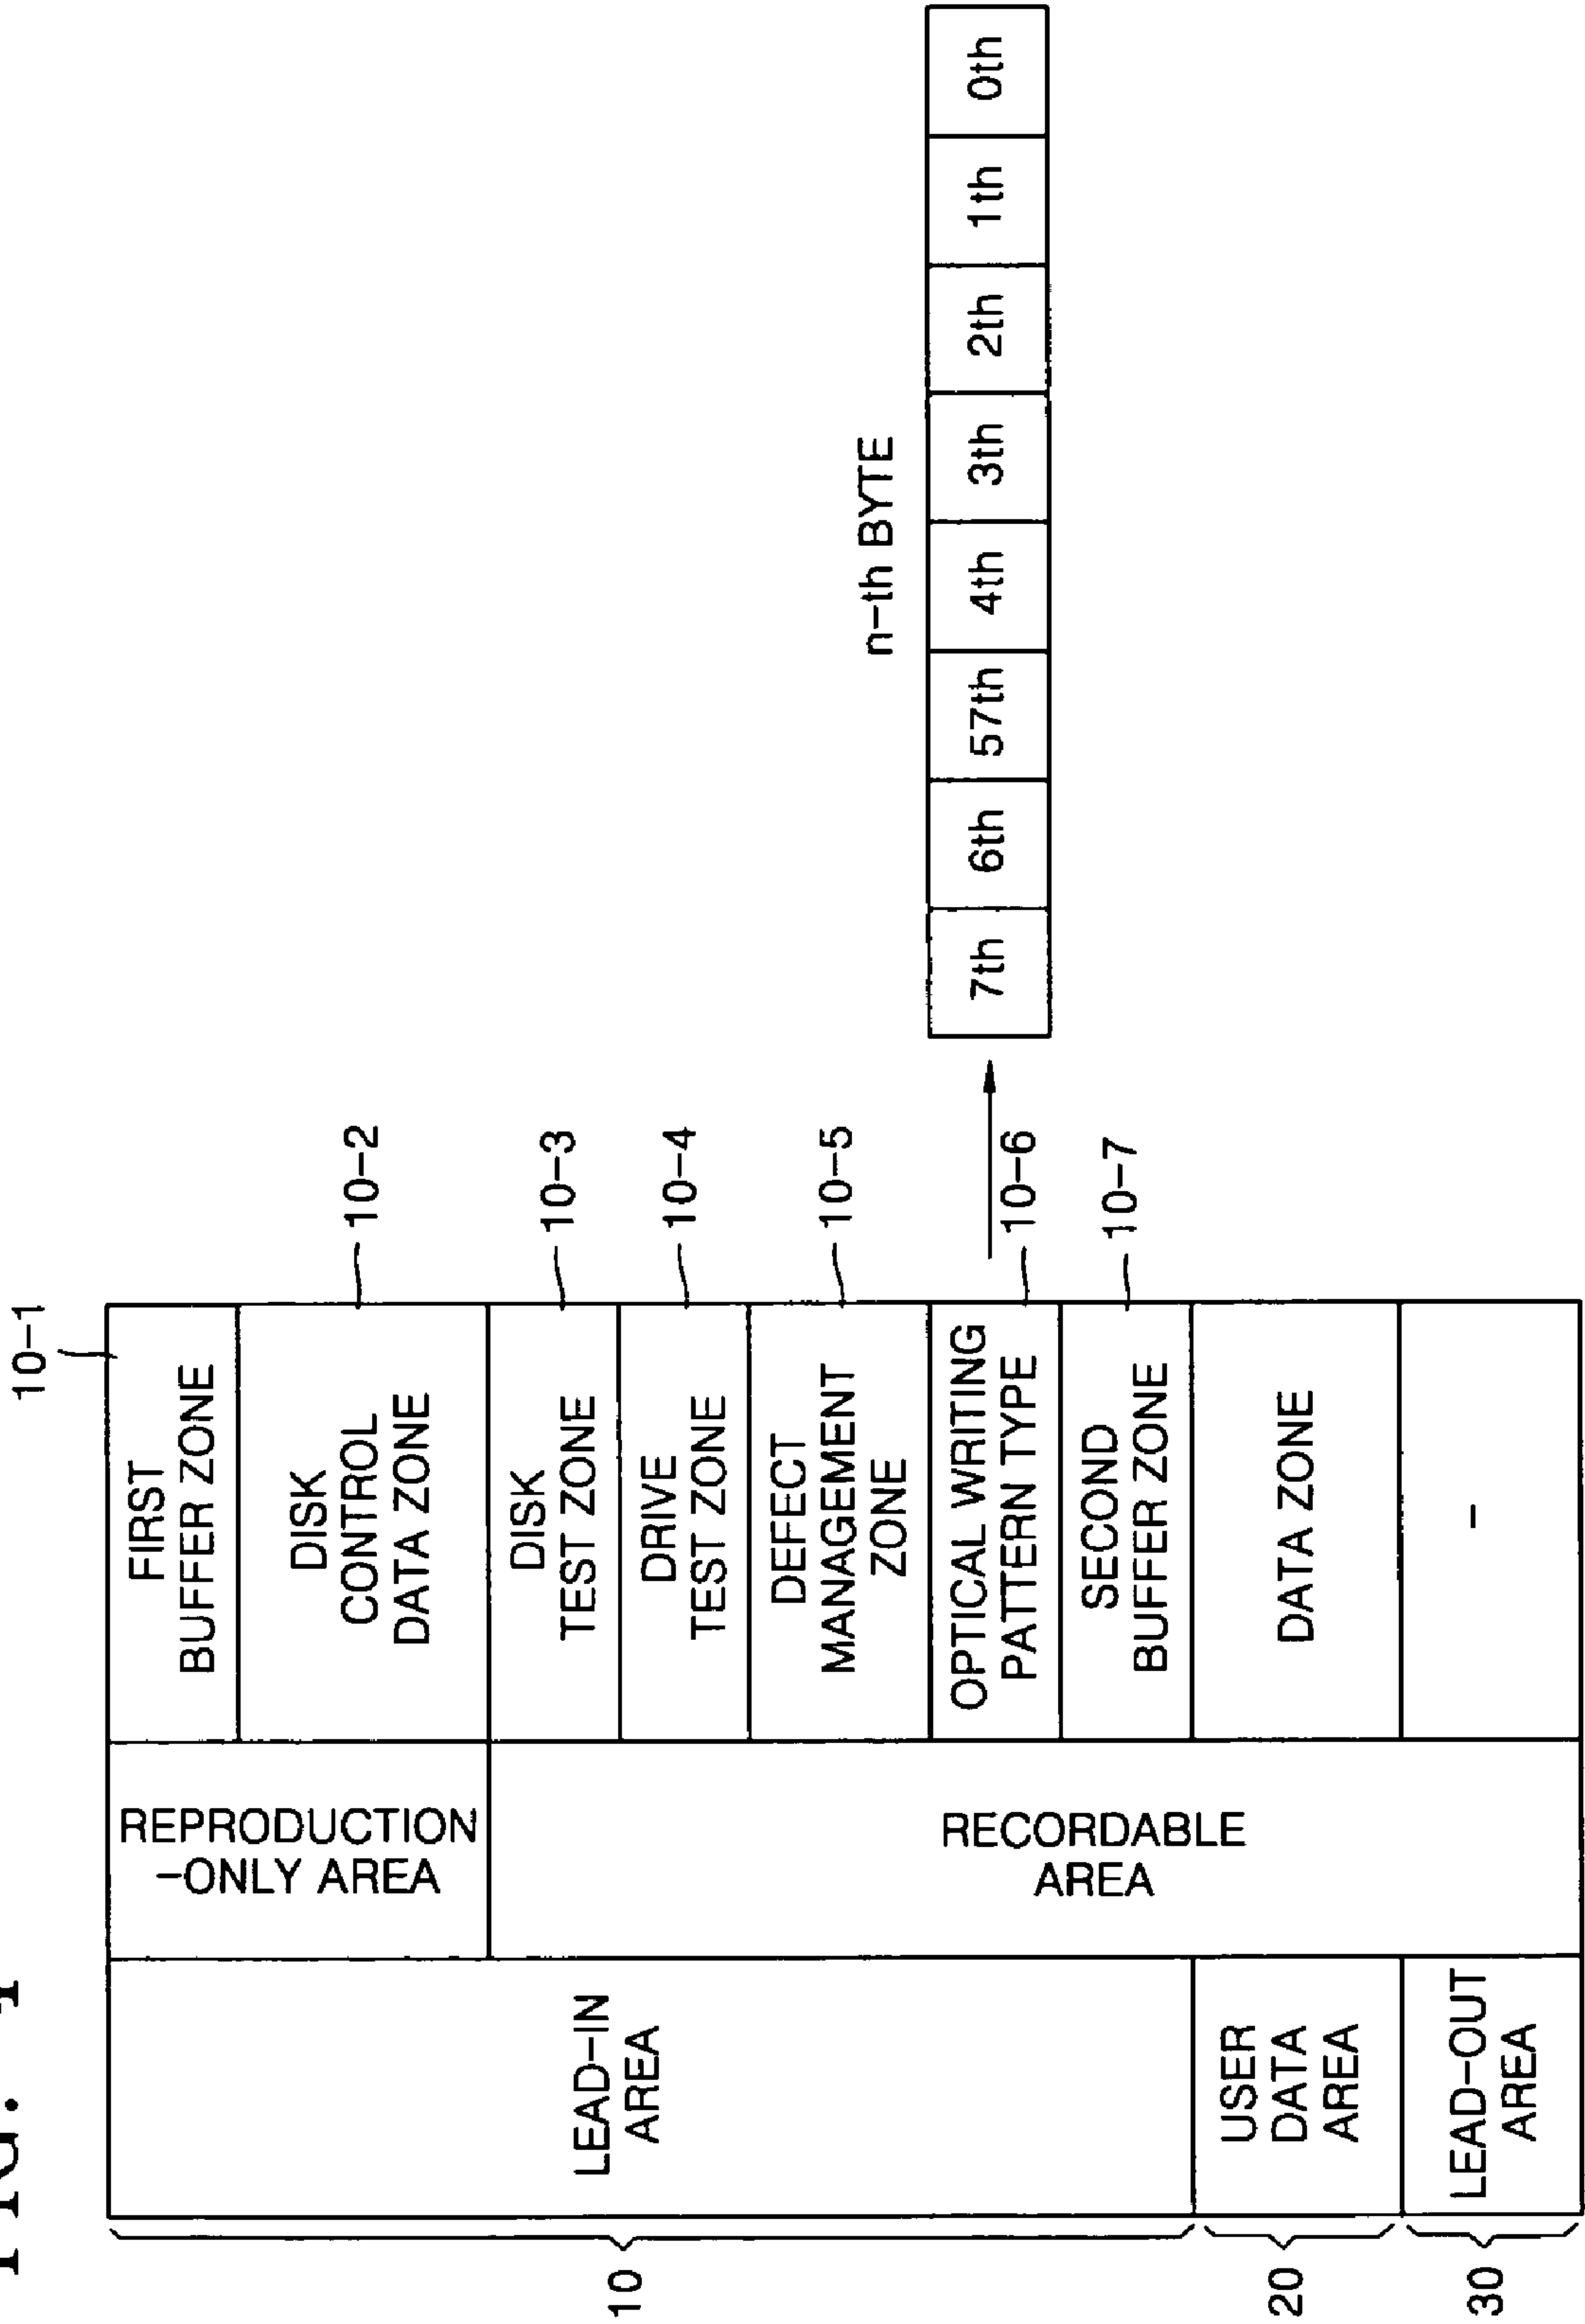 10
20
30
LEAD-IN
AREA
USER
DATA
AREA
LEAD-OUT
AREA
REPRODUCTION
-ONLY AREA
RECORDABLE
AREA
FIRST
BUFFER ZONE
DISK
CONTROL
DATA ZONE
DISK
TEST ZONE
DRIVE
TEST ZONE
DEFECT
MANAGEMENT
ZONE
OPTICAL WRITING
PATTERN TYPE
SECOND
BUFFER ZONE
DATA ZONE
-
10-1
10-2
10-3
10-4
10-5
10-6
10-7
n-th BYTE
7th 6th 57th 4th 3th 2th 1th 0th